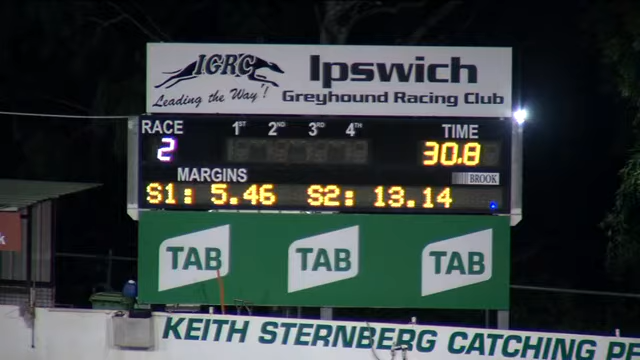 IGRC
Leading the Way!
Ipswich
Greyhound Racing Club
RACE 1ST 2ND 3RD 4TH TIME
2 30.8
MARGINS BROOK
S1: 5.46 S2: 13.14
TAB TAB TAB
KEITH STERNBERG CATCHING